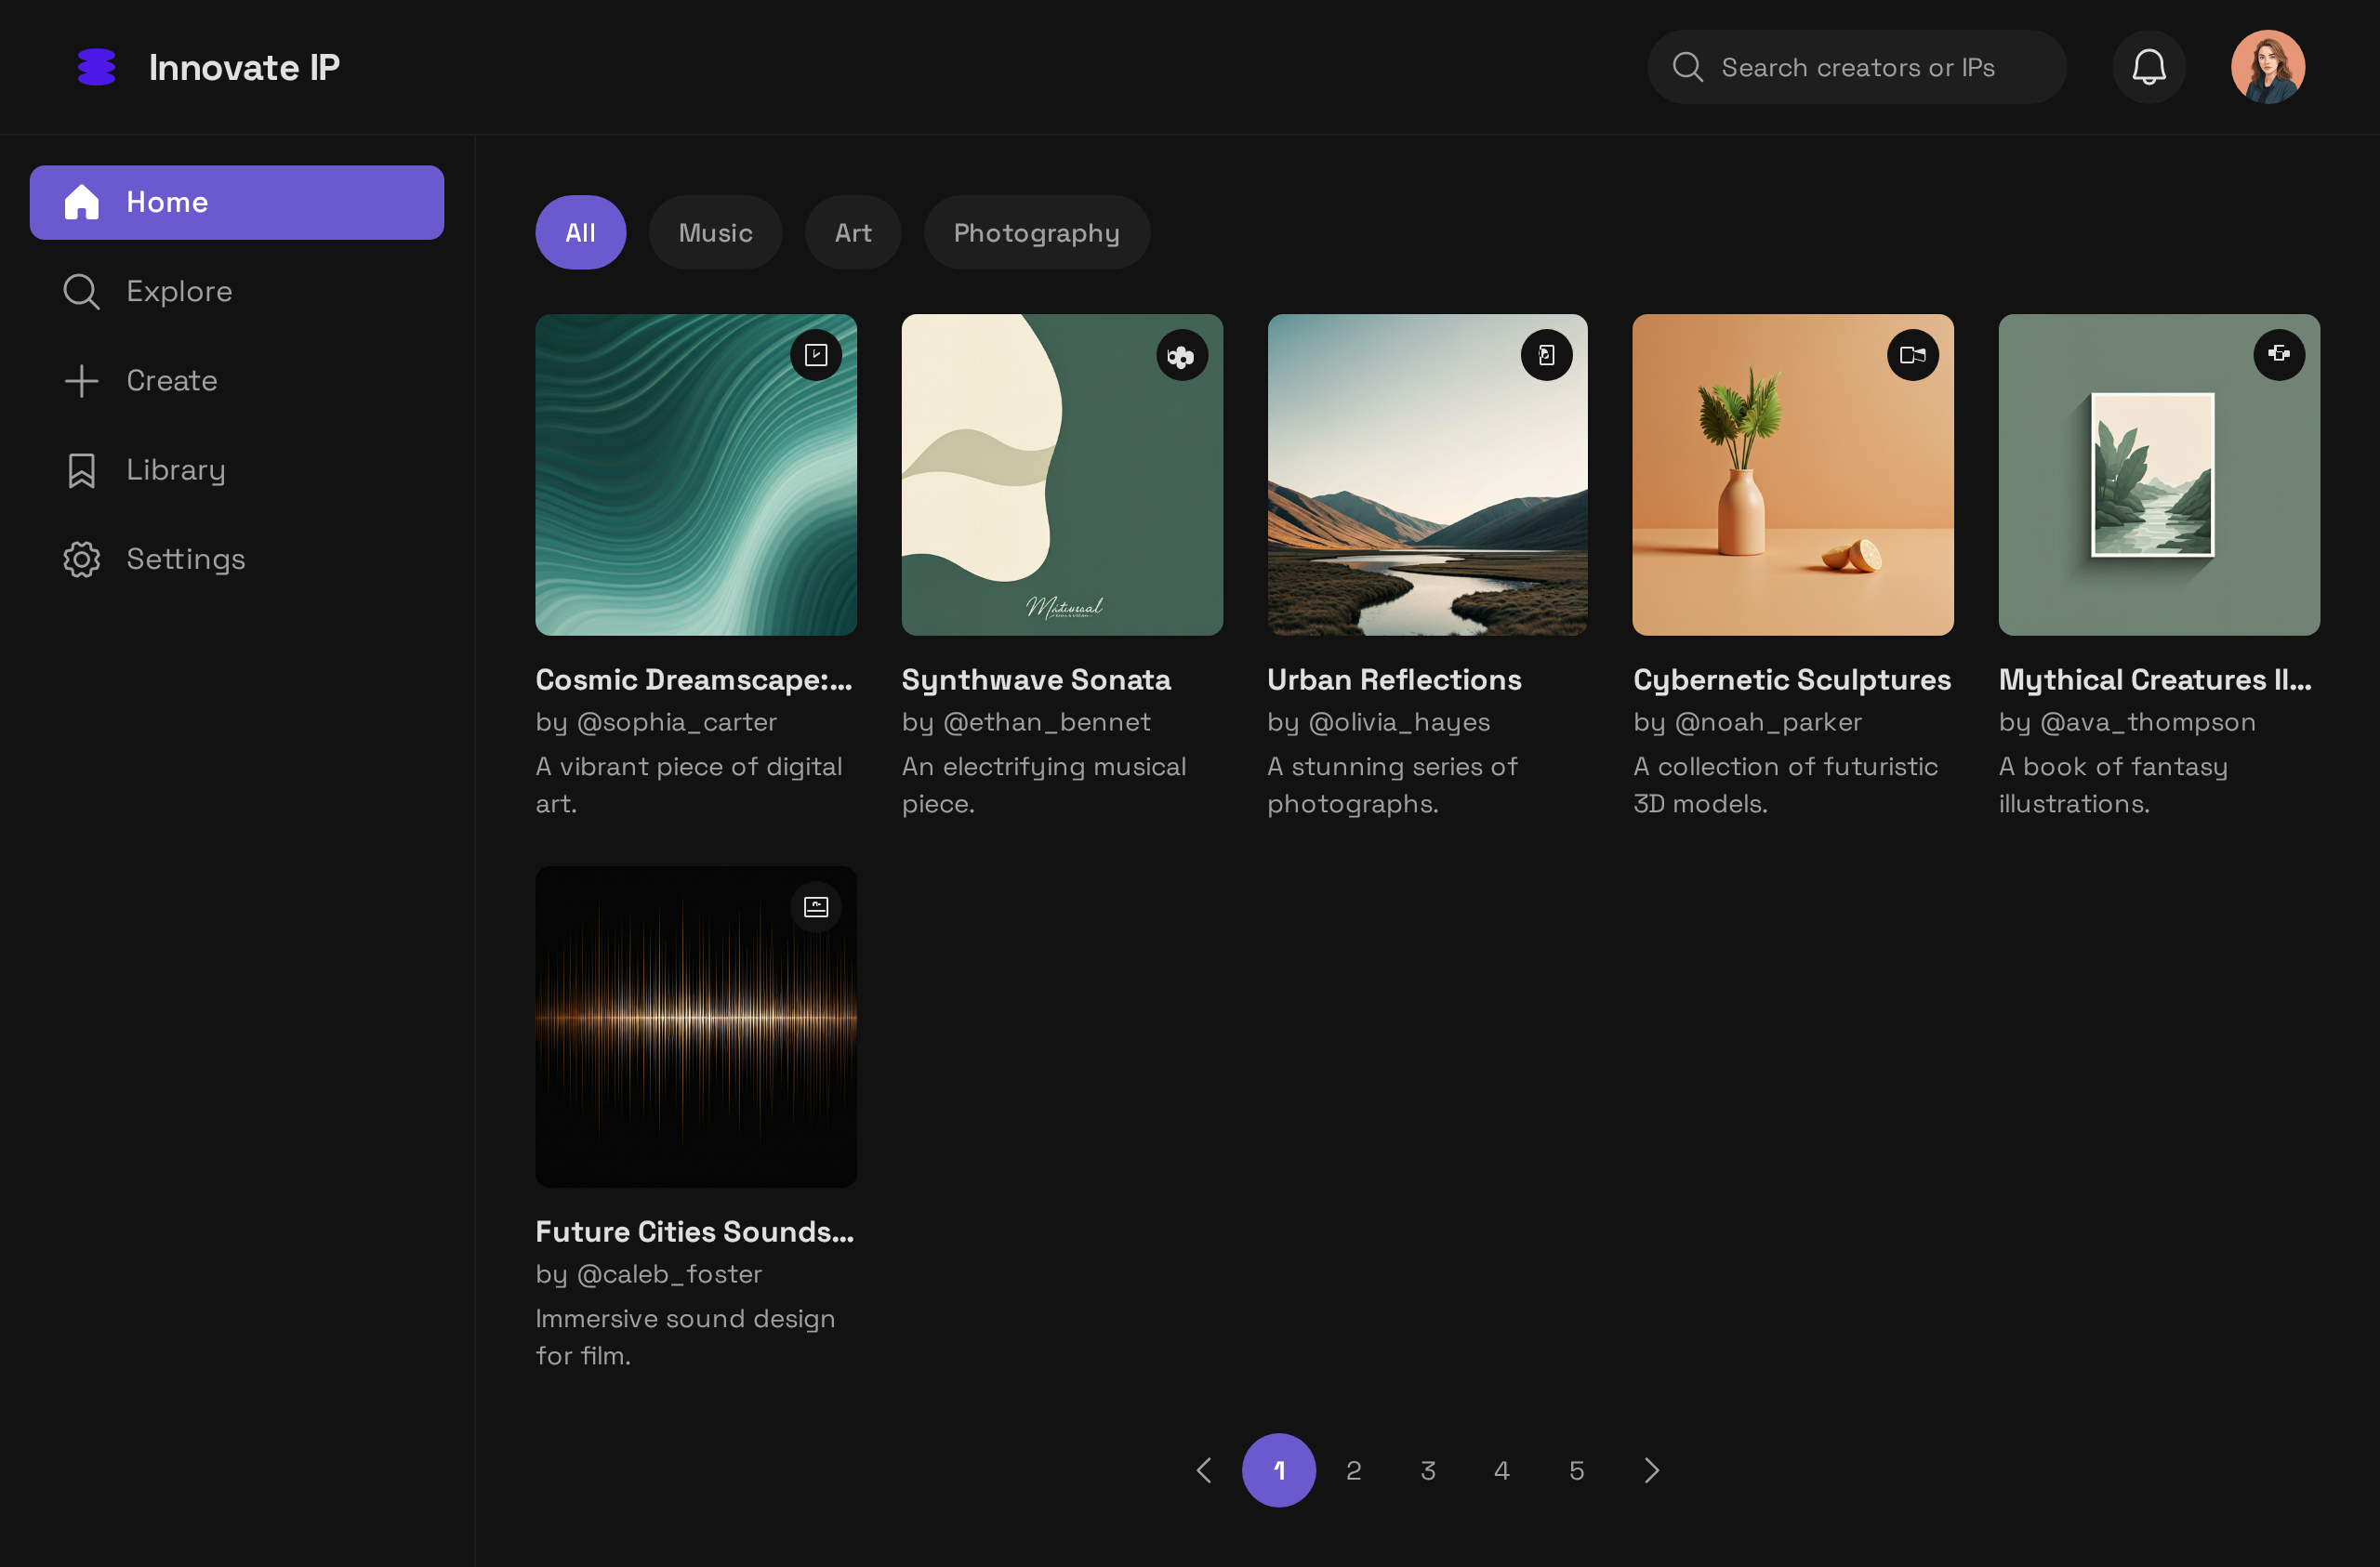 Innovate IP
Search creators or IPs
Home
Explore
Create
Library
Settings
All
Music
Art
Photography
Cosmic Dreamscape:...
by @sophia_carter
A vibrant piece of digital
art.
Synthwave Sonata
by @ethan_bennet
An electrifying musical
piece.
Urban Reflections
by @olivia_hayes
A stunning series of
photographs.
Cybernetic Sculptures
by @noah_parker
A collection of futuristic
3D models.
Mythical Creatures Il...
by @ava_thompson
A book of fantasy
illustrations.
Future Cities Sounds...
by @caleb_foster
Immersive sound design
for film.
1 2 3 4 5